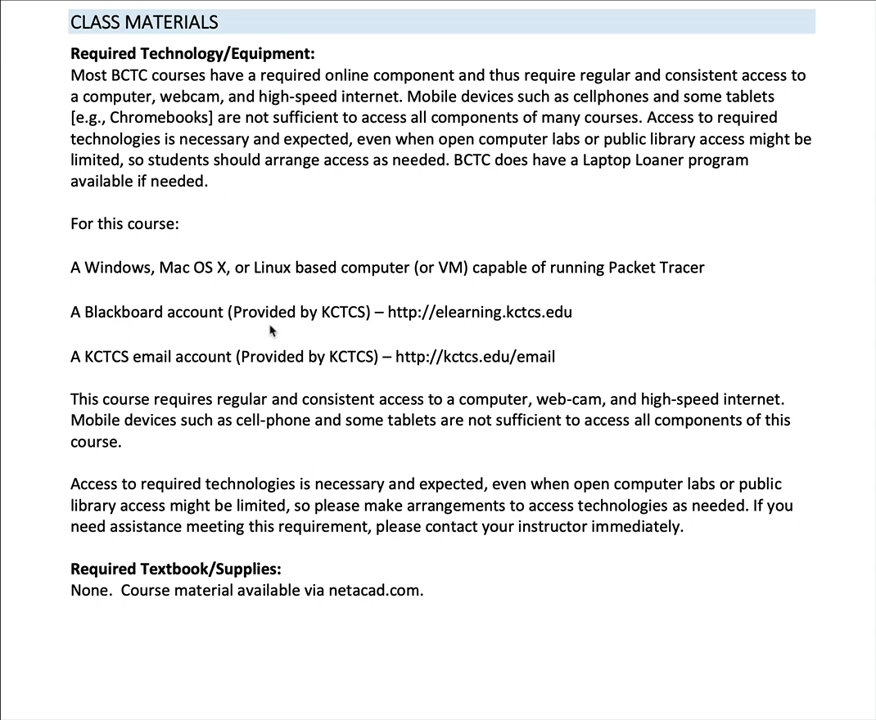 CLASS MATERIALS
Required Technology/Equipment:
Most BCTC courses have a required online component and thus require regular and consistent access to
a computer, webcam, and high-speed internet. Mobile devices such as cellphones and some tablets
[e.g., Chromebooks] are not sufficient to access all components of many courses. Access to required
technologies is necessary and expected, even when open computer labs or public library access might be
limited, so students should arrange access as needed. BCTC does have a Laptop Loaner program
available if needed.
For this course:
A Windows, Mac OS X, or Linux based computer (or VM) capable of running Packet Tracer
A Blackboard account (Provided by KCTCS) – http://elearning.kctcs.edu
A KCTCS email account (Provided by KCTCS) – http://kctcs.edu/email
This course requires regular and consistent access to a computer, web-cam, and high-speed internet.
Mobile devices such as cell-phone and some tablets are not sufficient to access all components of this
course.
Access to required technologies is necessary and expected, even when open computer labs or public
library access might be limited, so please make arrangements to access technologies as needed. If you
need assistance meeting this requirement, please contact your instructor immediately.
Required Textbook/Supplies:
None.  Course material available via netacad.com.